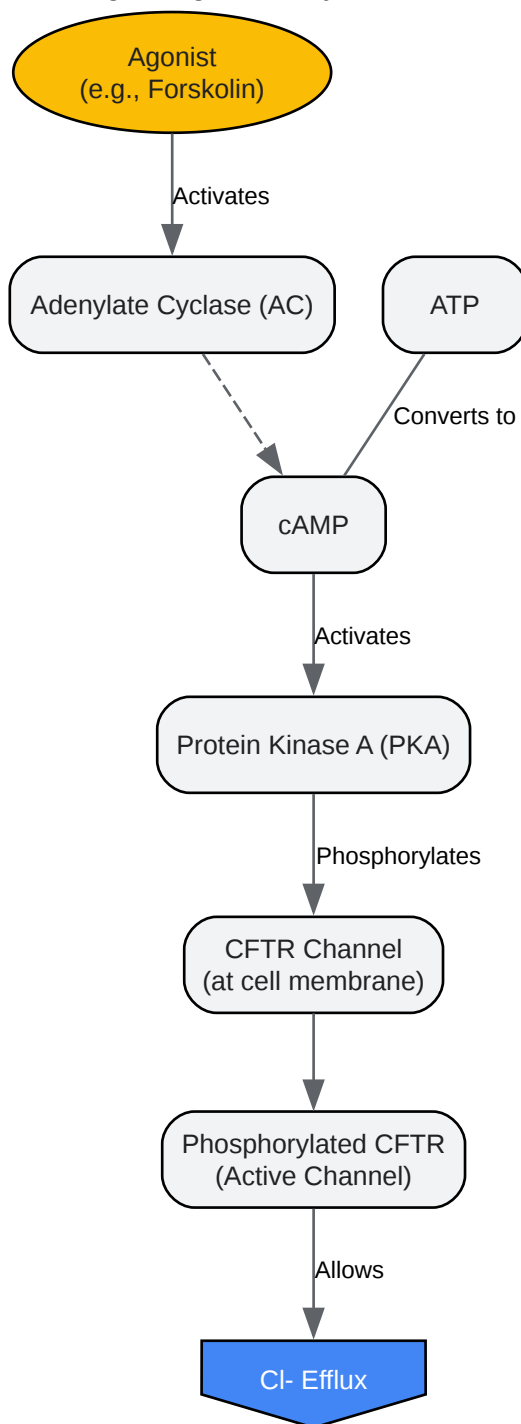 Agonist
(e.g., Forskolin)
Activates
Adenylate Cyclase (AC)
ATP
Converts to
cAMP
Activates
Protein Kinase A (PKA)
Phosphorylates
CFTR Channel
(at cell membrane)
Phosphorylated CFTR
(Active Channel)
Allows
Cl- Efflux